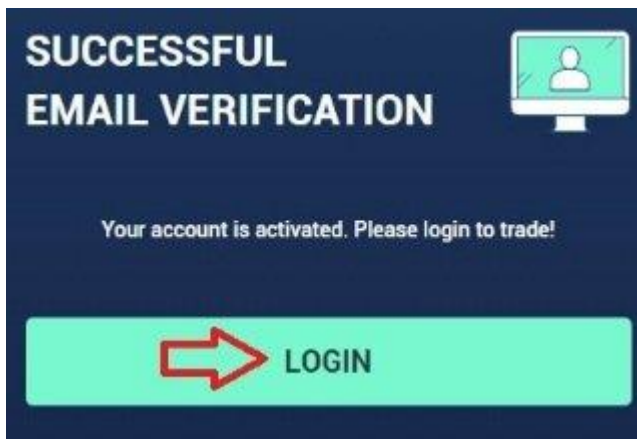 SUCCESSFUL
EMAIL VERIFICATION
Your account is activated. Please login to trade!
LOGIN